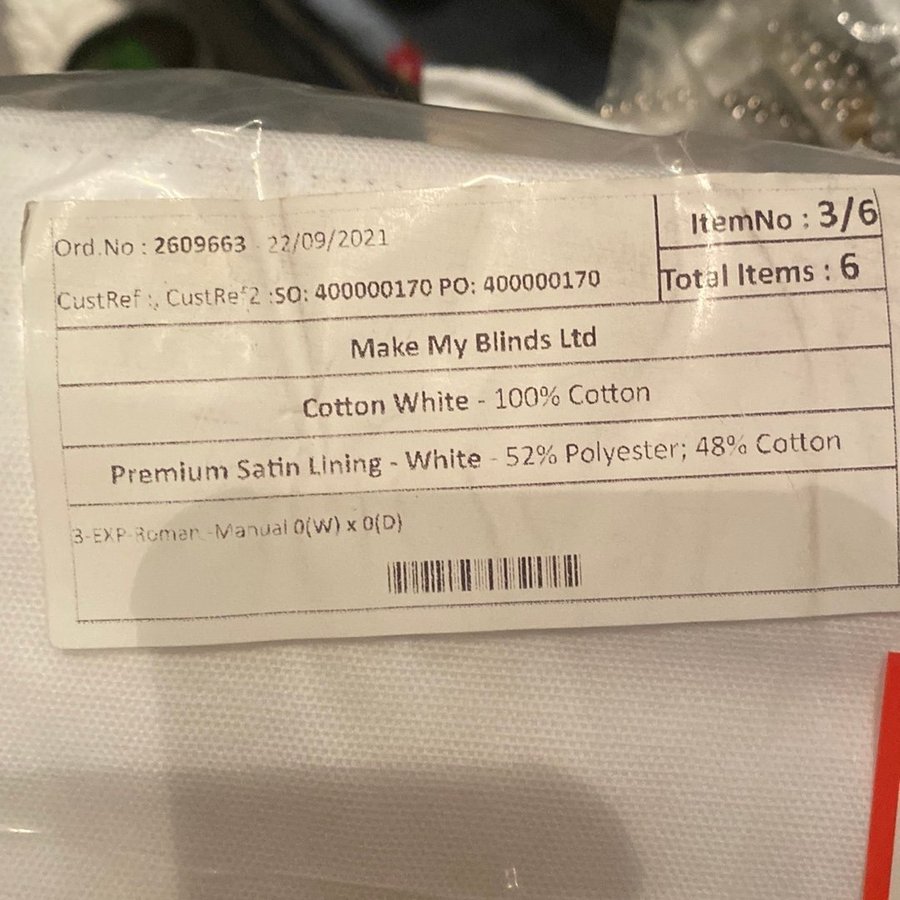 Ord.No : 2609663 - 22/09/2021
ItemNo : 3/6
CustRef :, CustRef2 :SO: 400000170 PO: 400000170
Total Items : 6
Make My Blinds Ltd
Cotton White - 100% Cotton
Premium Satin Lining - White - 52% Polyester; 48% Cotton
3-EXP-Roman -Manual 0(W) x 0(D)